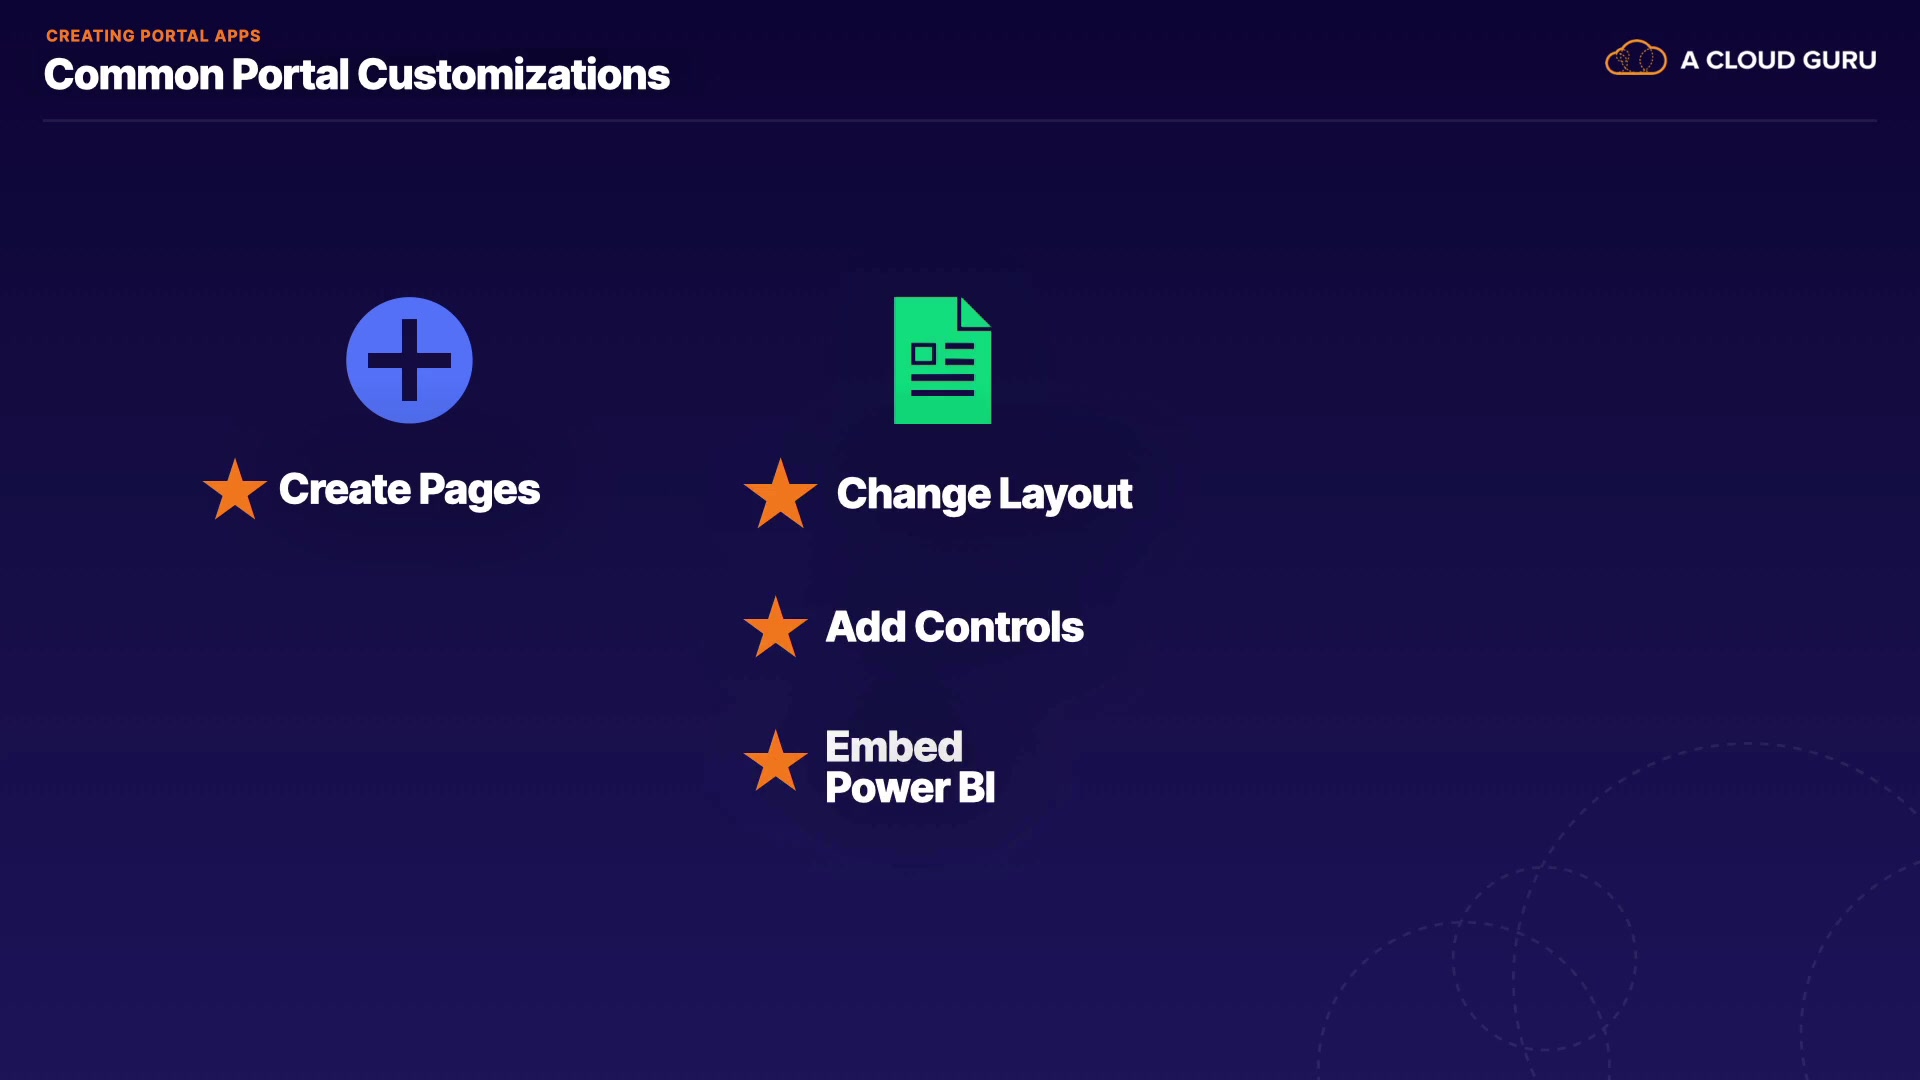 CREATING PORTAL APPS
Common Portal Customizations
A CLOUD GURU
Create Pages
Change Layout
Add Controls
Embed
Power BI